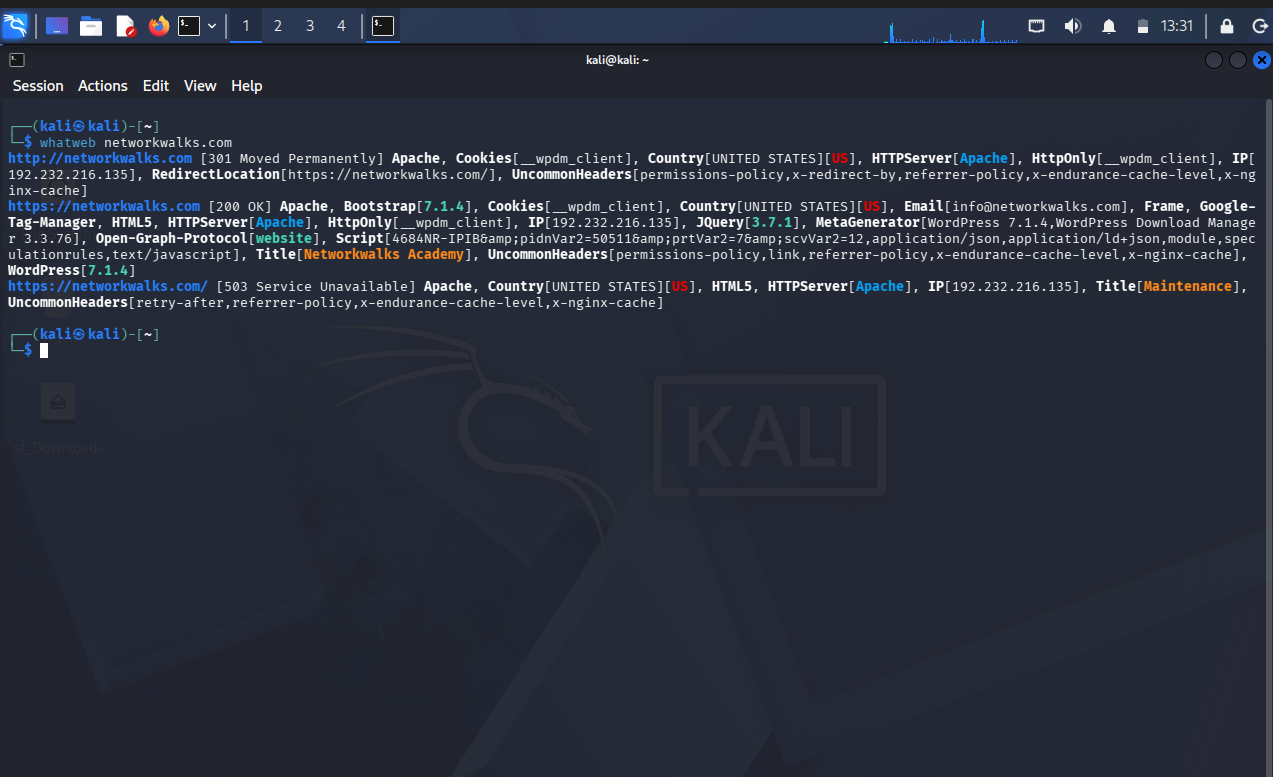 1 2 3 4 13:31
kali@kali: ~
Session Actions Edit View Help
┌──(kali㉿kali)-[~]
└─$ whatweb networkwalks.com
http://networkwalks.com [301 Moved Permanently] Apache, Cookies[__wpdm_client], Country[UNITED STATES][US], HTTPServer[Apache], HttpOnly[__wpdm_client], IP[
192.232.216.135], RedirectLocation[https://networkwalks.com/], UncommonHeaders[permissions-policy,x-redirect-by,referrer-policy,x-endurance-cache-level,x-ng
inx-cache]
https://networkwalks.com [200 OK] Apache, Bootstrap[7.1.4], Cookies[__wpdm_client], Country[UNITED STATES][US], Email[info@networkwalks.com], Frame, Google-
Tag-Manager, HTML5, HTTPServer[Apache], HttpOnly[__wpdm_client], IP[192.232.216.135], JQuery[3.7.1], MetaGenerator[WordPress 7.1.4,WordPress Download Manage
r 3.3.76], Open-Graph-Protocol[website], Script[4684NR-IPIB&amp;pidnVar2=50511&amp;prtVar2=7&amp;scvVar2=12,application/json,application/ld+json,module,spec
ulationrules,text/javascript], Title[Networkwalks Academy], UncommonHeaders[permissions-policy,link,referrer-policy,x-endurance-cache-level,x-nginx-cache],
WordPress[7.1.4]
https://networkwalks.com/ [503 Service Unavailable] Apache, Country[UNITED STATES][US], HTML5, HTTPServer[Apache], IP[192.232.216.135], Title[Maintenance],
UncommonHeaders[retry-after,referrer-policy,x-endurance-cache-level,x-nginx-cache]
┌──(kali㉿kali)-[~]
└─$
KALI
sf_Downloads